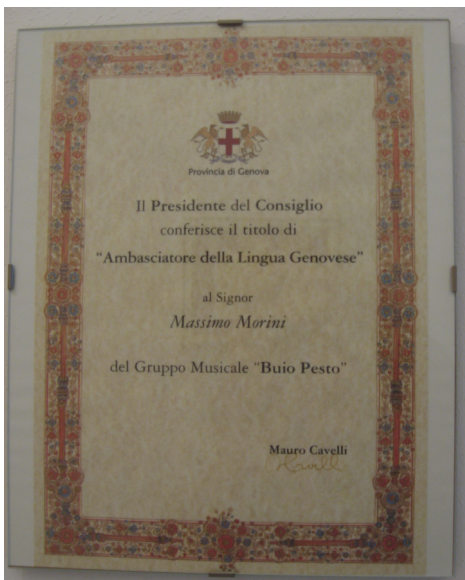 Provincia di Genova
Il Presidente del Consiglio
conferisce il titolo di
"Ambasciatore della Lingua Genovese"
al Signor
Massimo Morini
del Gruppo Musicale "Buio Pesto"
Mauro Cavelli